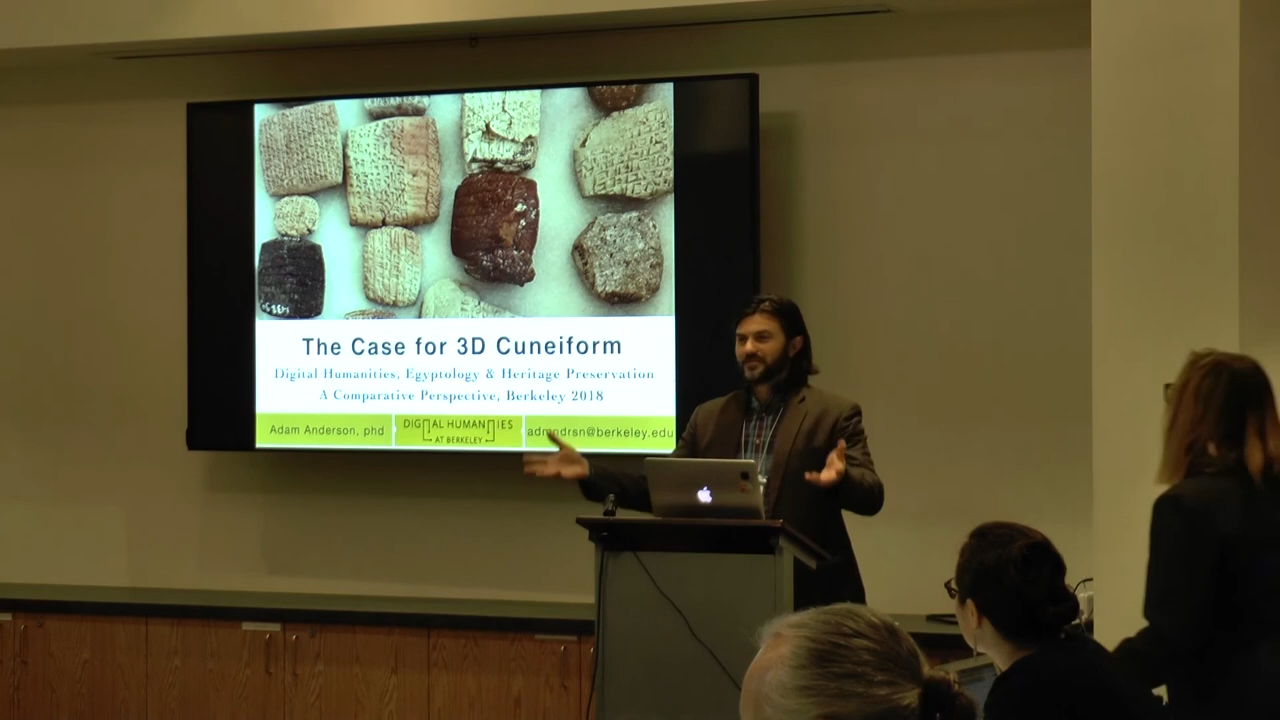 The Case for 3D Cuneiform
Digital Humanities, Egyptology & Heritage Preservation
A Comparative Perspective, Berkeley 2018
Adam Anderson, phd
DIGITAL HUMANITIES
AT BERKELEY
admndrsn@berkeley.edu